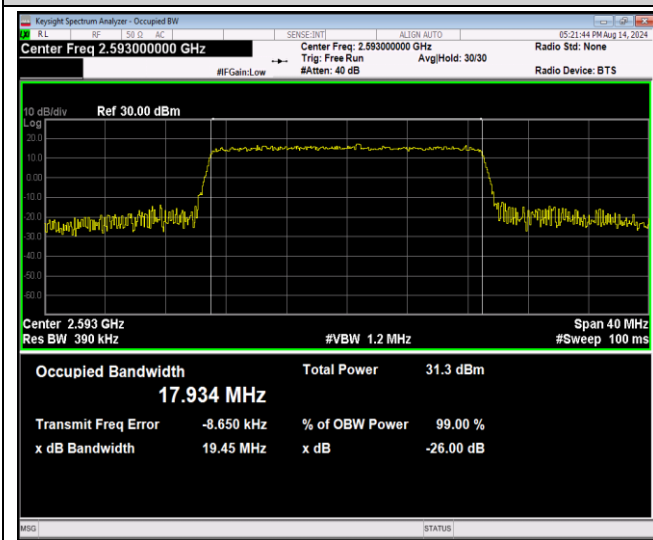 Keysight Spectrum Analyzer - Occupied BW
RL RF 50 Ω AC SENSE:INT ALIGN AUTO 05:21:44 PM Aug 14, 2024
Center Freq 2.593000000 GHz Center Freq: 2.593000000 GHz Radio Std: None
Trig: Free Run Avg|Hold: 30/30
#IFGain:Low #Atten: 40 dB Radio Device: BTS
10 dB/div Ref 30.00 dBm
Log
20.0
10.0
0.00
-10.0
-20.0
-30.0
-40.0
-50.0
-60.0
Center 2.593 GHz Span 40 MHz
Res BW 390 kHz #VBW 1.2 MHz #Sweep 100 ms
Occupied Bandwidth Total Power 31.3 dBm
17.934 MHz
Transmit Freq Error -8.650 kHz % of OBW Power 99.00 %
x dB Bandwidth 19.45 MHz x dB -26.00 dB
MSG STATUS